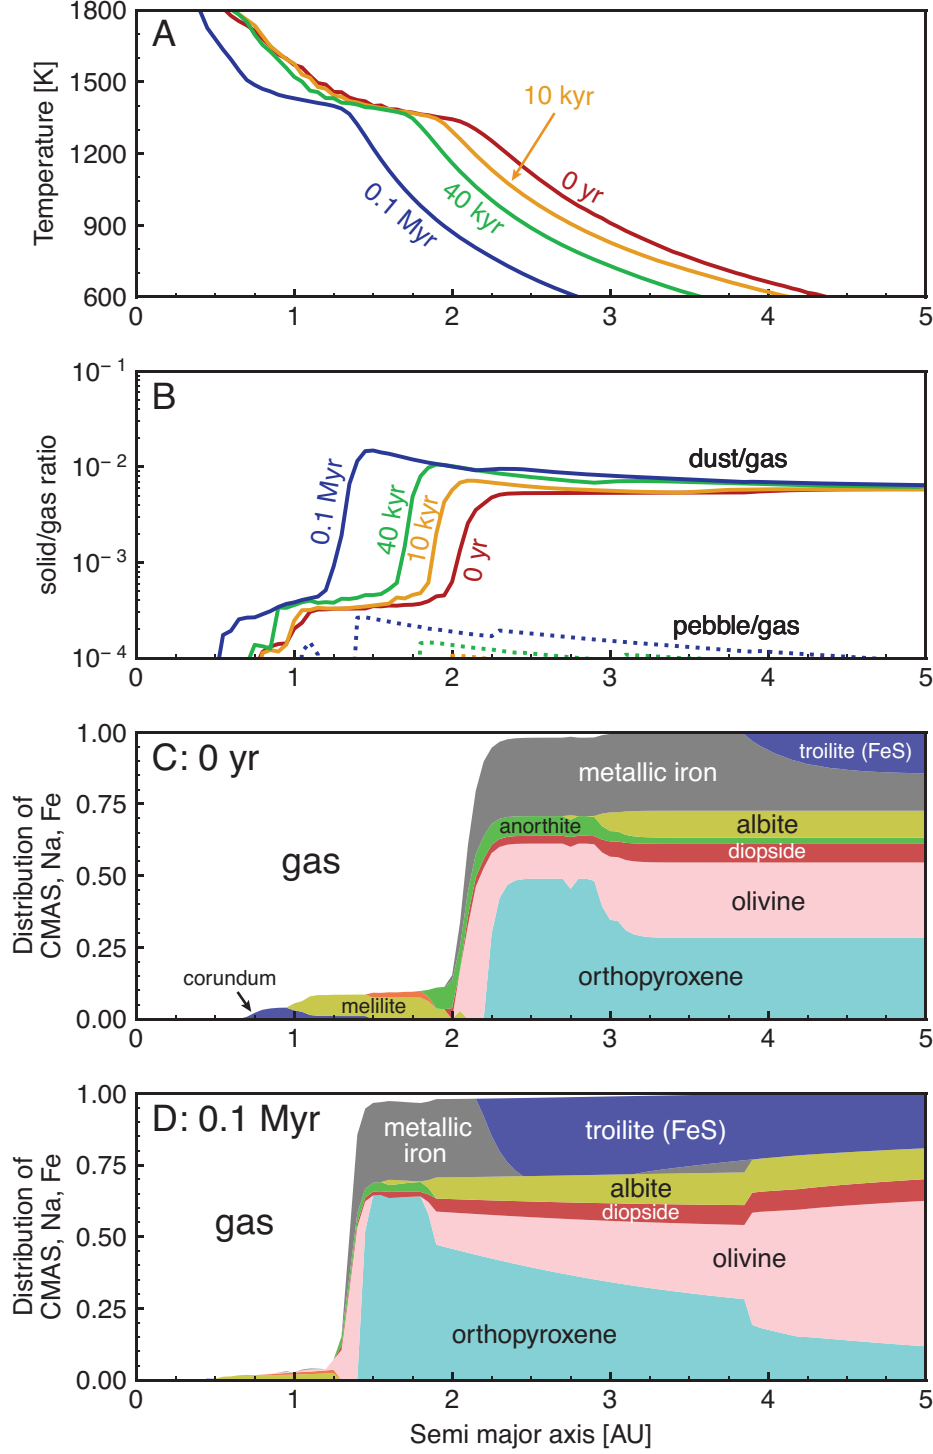 A
Temperature [K]
1800
1500
1200
900
600
10 kyr
0 yr
40 kyr
0.1 Myr
0
1
2
3
4
5
B
solid/gas ratio
10−1
10−2
10−3
10−4
dust/gas
0.1 Myr
40 kyr
10 kyr
0 yr
pebble/gas
0
1
2
3
4
5
C: 0 yr
Distribution of
CMAS, Na, Fe
1.00
0.75
0.50
0.25
0.00
troilite (FeS)
metallic iron
anorthite
albite
diopside
gas
olivine
corundum
orthopyroxene
melilite
0
1
2
3
4
5
D: 0.1 Myr
Distribution of
CMAS, Na, Fe
1.00
0.75
0.50
0.25
0.00
metallic
iron
troilite (FeS)
albite
diopside
gas
olivine
orthopyroxene
0
1
2
3
4
5
Semi major axis [AU]